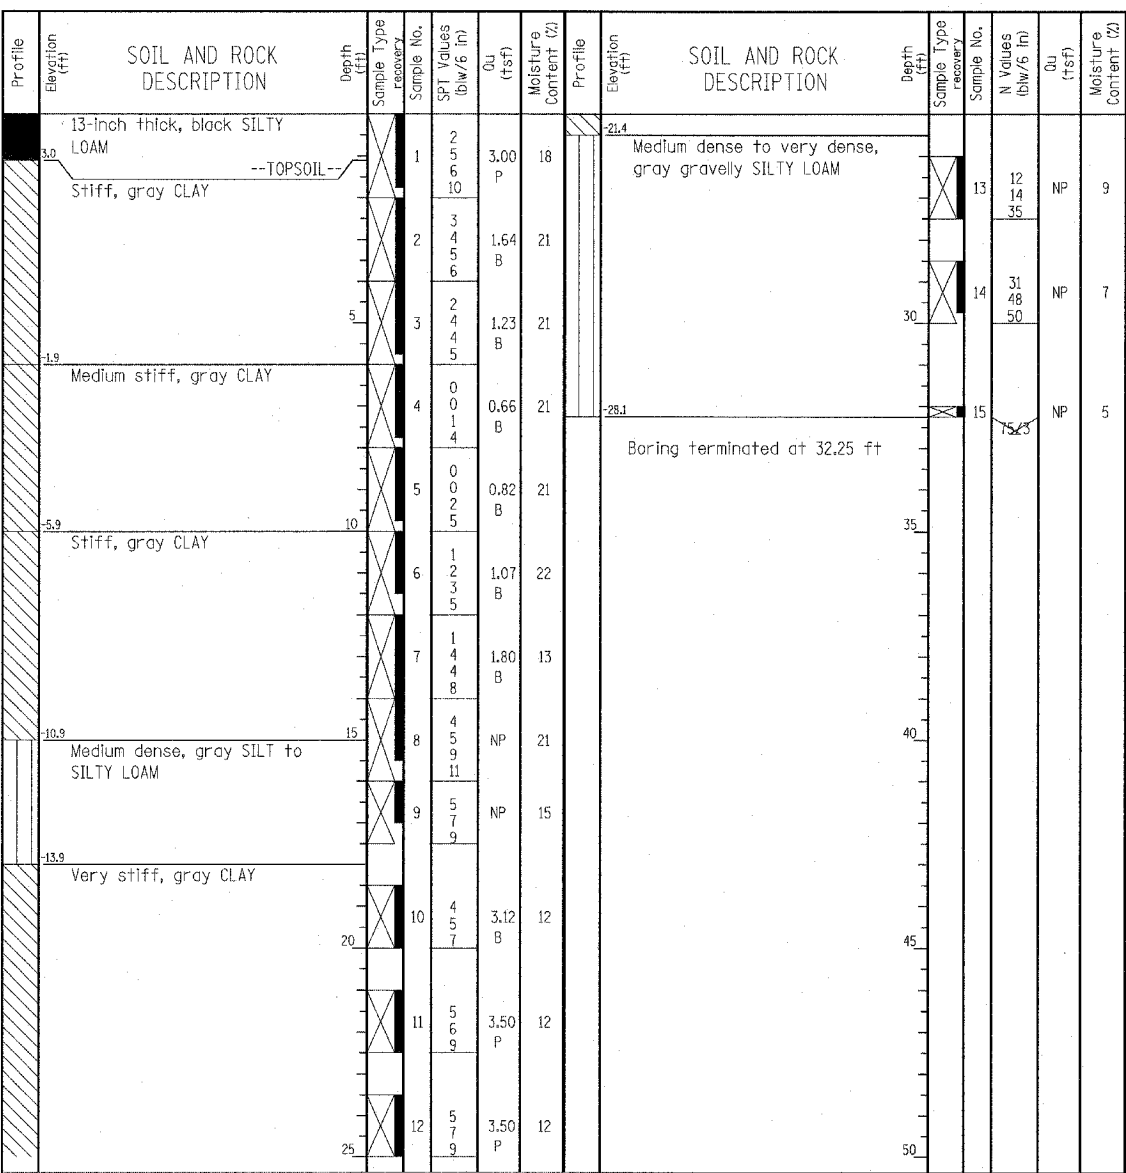 Profile
Elevation (ft)
SOIL AND ROCK DESCRIPTION
Depth (ft)
Sample Type
recovery
Sample No.
SPT Values (blw/6 in)
Qu (tsf)
Moisture Content (%)
Profile
Elevation (ft)
SOIL AND ROCK DESCRIPTION
Depth (ft)
Sample Type
recovery
Sample No.
N Values (blw/6 in)
Qu (tsf)
Moisture Content (%)
13-inch thick, black SILTY
LOAM
3.0
--TOPSOIL--
Stiff, gray CLAY
1
2
5
6
10
3.00
P
18
2
3
4
5
6
1.64
B
21
5
3
2
4
4
5
1.23
B
21
-1.9
Medium stiff, gray CLAY
4
0
0
1
4
0.66
B
21
5
0
0
2
5
0.82
B
21
-5.9
10
Stiff, gray CLAY
6
1
2
3
5
1.07
B
22
7
1
4
4
8
1.80
B
13
-10.9
15
Medium dense, gray SILT to
SILTY LOAM
8
4
5
9
11
NP
21
9
5
7
9
NP
15
-13.9
Very stiff, gray CLAY
10
4
5
7
3.12
B
12
20
11
5
6
9
3.50
P
12
12
5
7
9
3.50
P
12
25
-21.4
Medium dense to very dense,
gray gravelly SILTY LOAM
13
12
14
35
NP
9
14
31
48
50
NP
7
30
-28.1
15
75/3
NP
5
Boring terminated at 32.25 ft
35
40
45
50